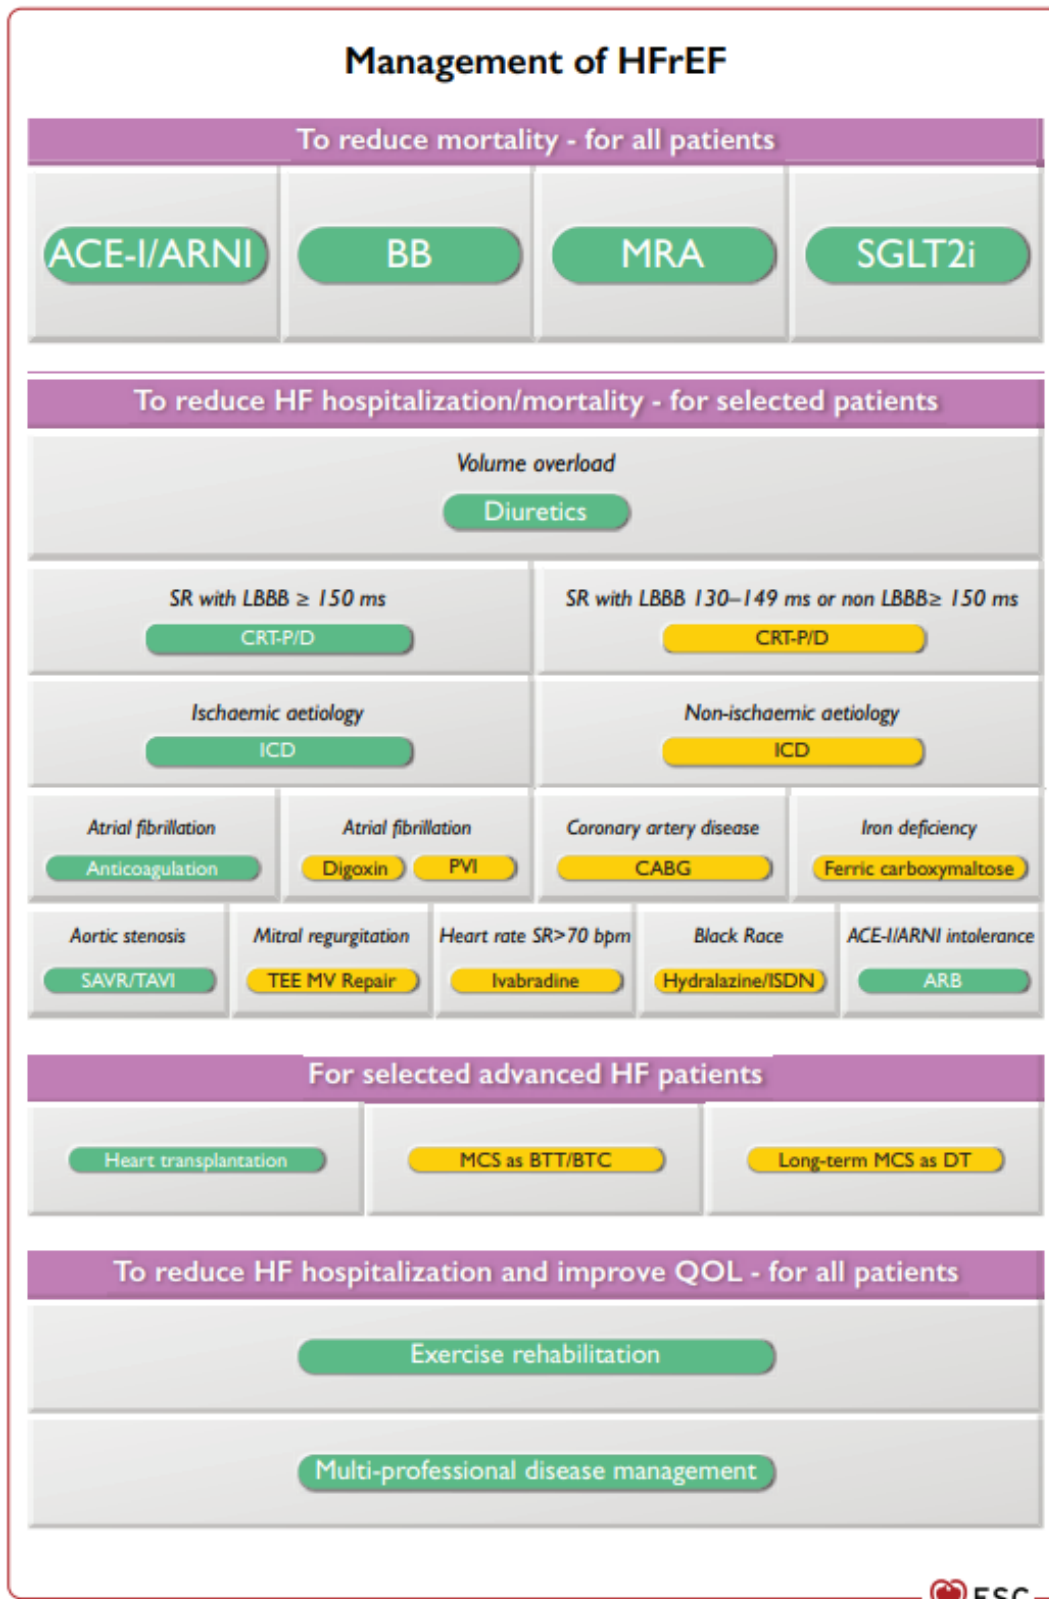 Management of HFrEF
To reduce mortality - for all patients
ACE-I/ARNI
BB
MRA
SGLT2i
To reduce HF hospitalization/mortality - for selected patients
Volume overload
Diuretics
SR with LBBB ≥ 150 ms
CRT-P/D
SR with LBBB 130–149 ms or non LBBB≥ 150 ms
CRT-P/D
Ischaemic aetiology
ICD
Non-ischaemic aetiology
ICD
Atrial fibrillation
Anticoagulation
Atrial fibrillation
Digoxin
PVI
Coronary artery disease
CABG
Iron deficiency
Ferric carboxymaltose
Aortic stenosis
SAVR/TAVI
Mitral regurgitation
TEE MV Repair
Heart rate SR>70 bpm
Ivabradine
Black Race
Hydralazine/ISDN
ACE-I/ARNI intolerance
ARB
For selected advanced HF patients
Heart transplantation
MCS as BTT/BTC
Long-term MCS as DT
To reduce HF hospitalization and improve QOL - for all patients
Exercise rehabilitation
Multi-professional disease management
ESC